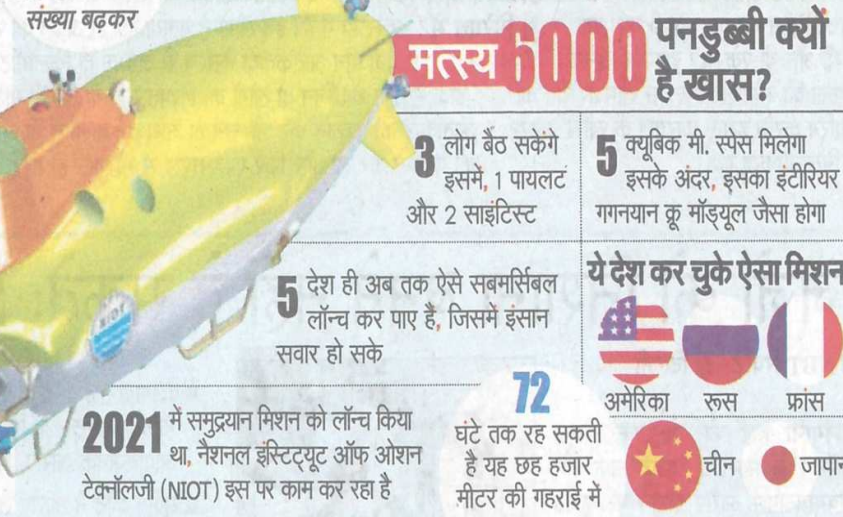 संख्या बढ़कर
मत्स्य 6000 पनडुब्बी क्यों
है खास?
3 लोग बैठ सकेंगे
इसमें, 1 पायलट
और 2 साइंटिस्ट
5 क्यूबिक मी. स्पेस मिलेगा
इसके अंदर, इसका इंटीरियर
गगनयान क्रू मॉड्यूल जैसा होगा
5 देश ही अब तक ऐसे सबमर्सिबल
लॉन्च कर पाए हैं, जिसमें इंसान
सवार हो सके
ये देश कर चुके ऐसा मिशन
अमेरिका रूस फ्रांस
चीन जापान
NIOT
2021 में समुद्रयान मिशन को लॉन्च किया
था, नैशनल इंस्टिट्यूट ऑफ ओशन
टेक्नॉलजी (NIOT) इस पर काम कर रहा है
72
घंटे तक रह सकती
है यह छह हजार
मीटर की गहराई में